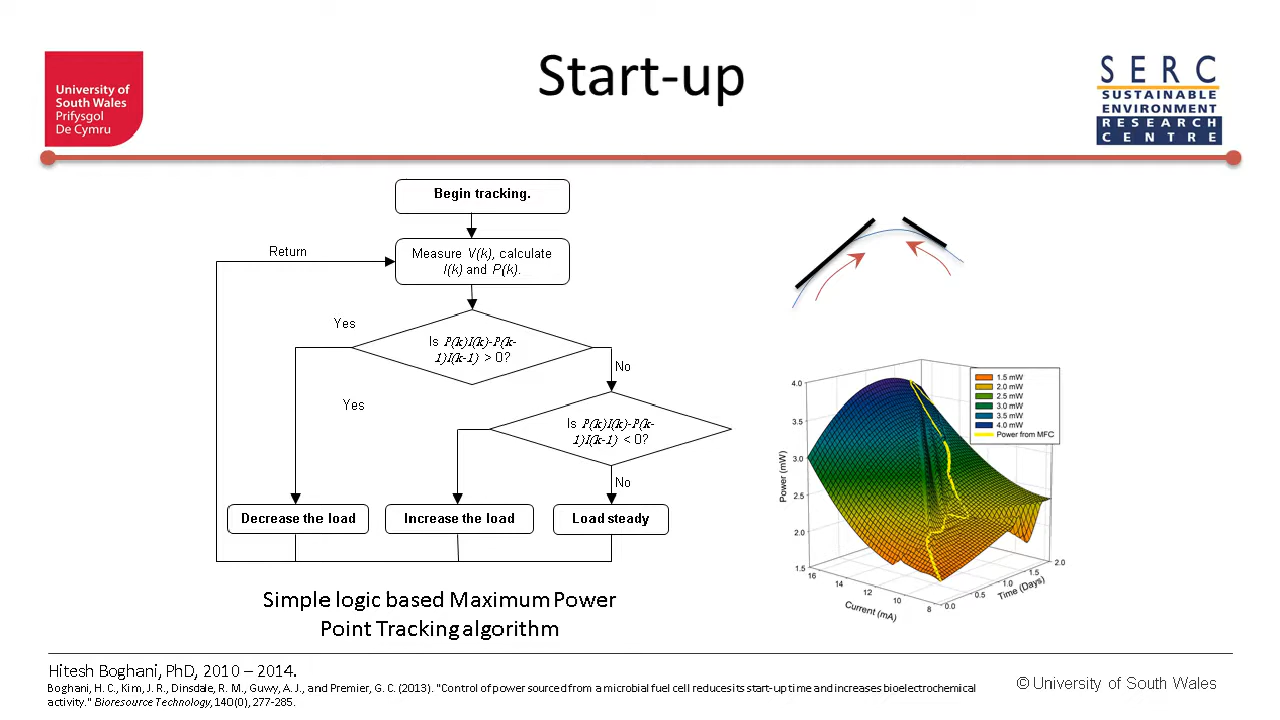 Start-up
University of
South Wales
Prifysgol
De Cymru
SERC
SUSTAINABLE
ENVIRONMENT
RESEARCH
CENTRE
Begin tracking.
Return
Measure V(k), calculate
I(k) and P(k).
Yes
Is P(k)I(k)-P(k-
1)I(k-1) > 0?
No
Yes
Is P(k)I(k)-P(k-
1)I(k-1) < 0?
No
Decrease the load
Increase the load
Load steady
Simple logic based Maximum Power
Point Tracking algorithm
4.0
3.5
3.0
2.5
2.0
1.5
Power (mW)
16
14
12
10
8
Current (mA)
0.0
0.5
1.0
1.5
2.0
Time (Days)
1.5 mW
2.0 mW
2.5 mW
3.0 mW
3.5 mW
4.0 mW
Power from MFC
Hitesh Boghani, PhD, 2010 – 2014.
Boghani, H. C., Kim, J. R., Dinsdale, R. M., Guwy, A. J., and Premier, G. C. (2013). "Control of power sourced from a microbial fuel cell reduces its start-up time and increases bioelectrochemical
activity." Bioresource Technology, 140(0), 277-285.
© University of South Wales